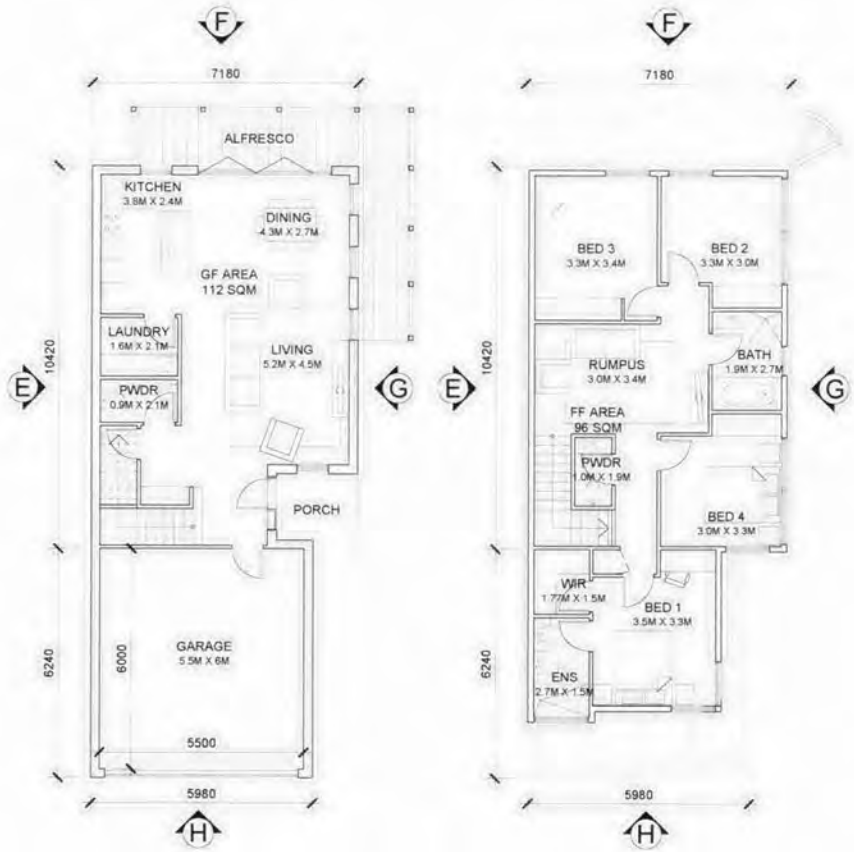 F
7180
ALFRESCO
KITCHEN
3.8M X 2.4M
DINING
4.3M X 2.7M
GF AREA
112 SQM
LAUNDRY
1.6M X 2.1M
LIVING
5.2M X 4.5M
PWDR
0.9M X 2.1M
10420
E
G
PORCH
GARAGE
5.5M X 6M
6000
6240
5500
5980
H
F
7180
BED 3
3.3M X 3.4M
BED 2
3.3M X 3.0M
RUMPUS
3.0M X 3.4M
BATH
1.9M X 2.7M
FF AREA
96 SQM
PWDR
1.0M X 1.9M
10420
E
G
BED 4
3.0M X 3.3M
WIR
1.77M X 1.5M
BED 1
3.5M X 3.3M
ENS
2.7M X 1.5M
6240
5980
H